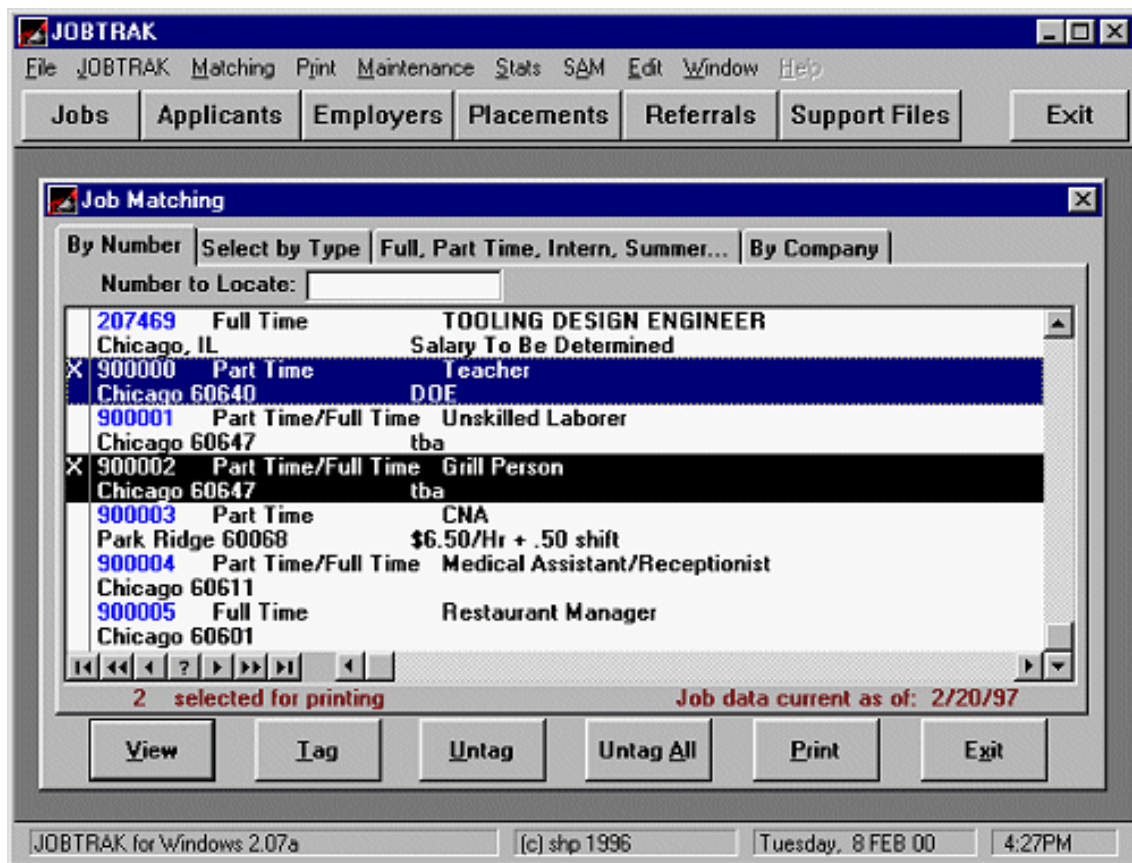 JOBTRAK
File JOBTRAK Matching Print Maintenance Stats SAM Edit Window Help
Jobs Applicants Employers Placements Referrals Support Files Exit
Job Matching
By Number Select by Type Full, Part Time, Intern, Summer... By Company
Number to Locate:
207469 Full Time TOOLING DESIGN ENGINEER
Chicago, IL Salary To Be Determined
X 900000 Part Time Teacher
Chicago 60640 DOE
900001 Part Time/Full Time Unskilled Laborer
Chicago 60647 tba
X 900002 Part Time/Full Time Grill Person
Chicago 60647 tba
900003 Part Time CNA
Park Ridge 60068 $6.50/Hr + .50 shift
900004 Part Time/Full Time Medical Assistant/Receptionist
Chicago 60611
900005 Full Time Restaurant Manager
Chicago 60601
?
2 selected for printing Job data current as of: 2/20/97
View Tag Untag Untag All Print Exit
JOBTRAK for Windows 2.07a (c) shp 1996 Tuesday, 8 FEB 00 4:27PM